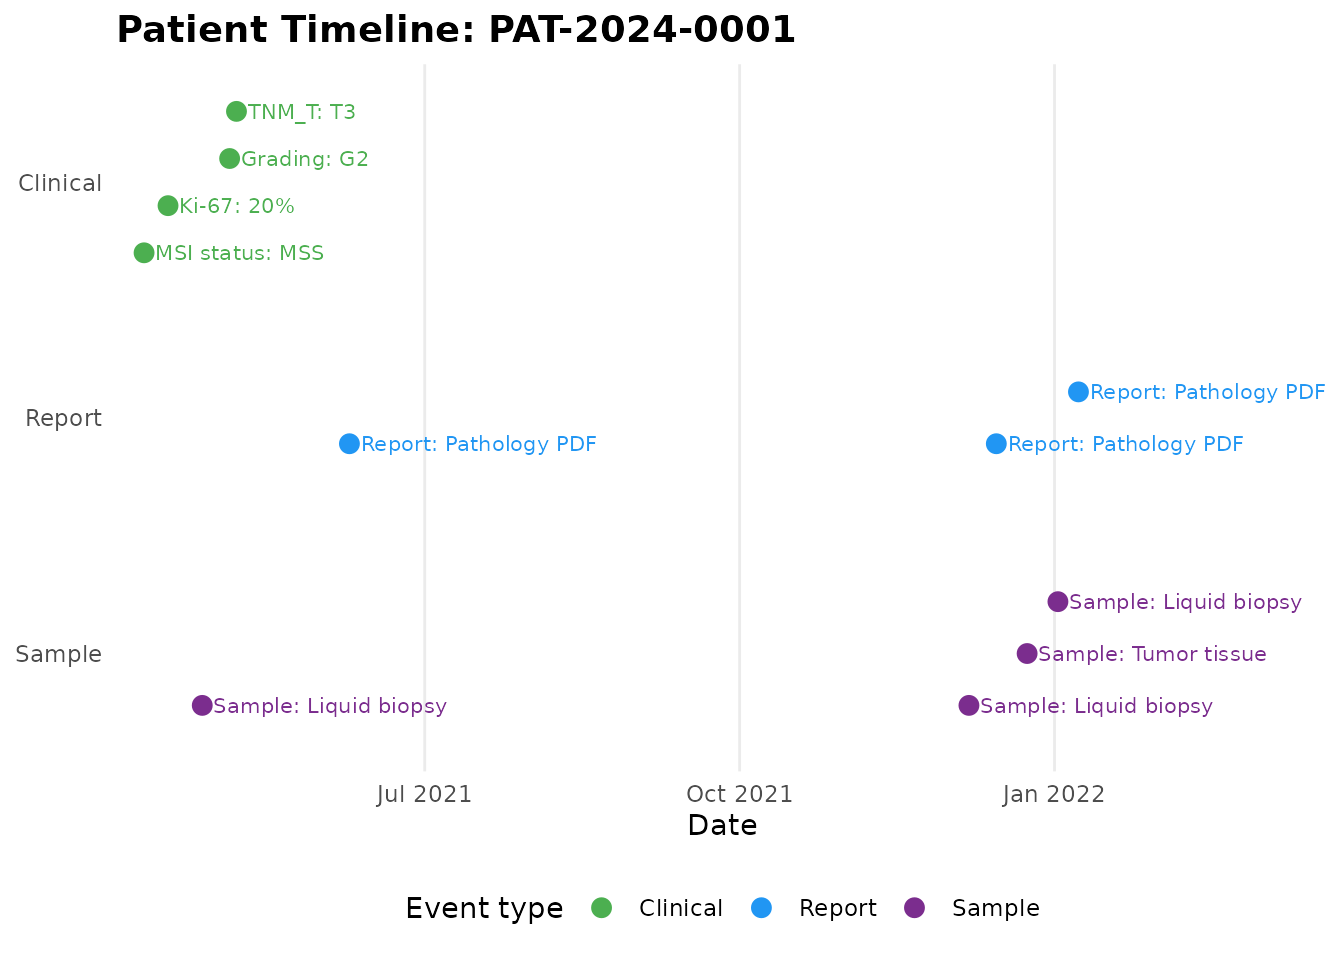 Patient Timeline: PAT-2024-0001
TNM_T: T3
Grading: G2
Clinical
Ki-67: 20%
MSI status: MSS
Report: Pathology PDF
Report
Report: Pathology PDF
Report: Pathology PDF
Sample: Liquid biopsy
Sample
Sample: Tumor tissue
Sample: Liquid biopsy
Sample: Liquid biopsy
Jul 2021
Oct 2021
Jan 2022
Date
Event type
Clinical
Report
Sample